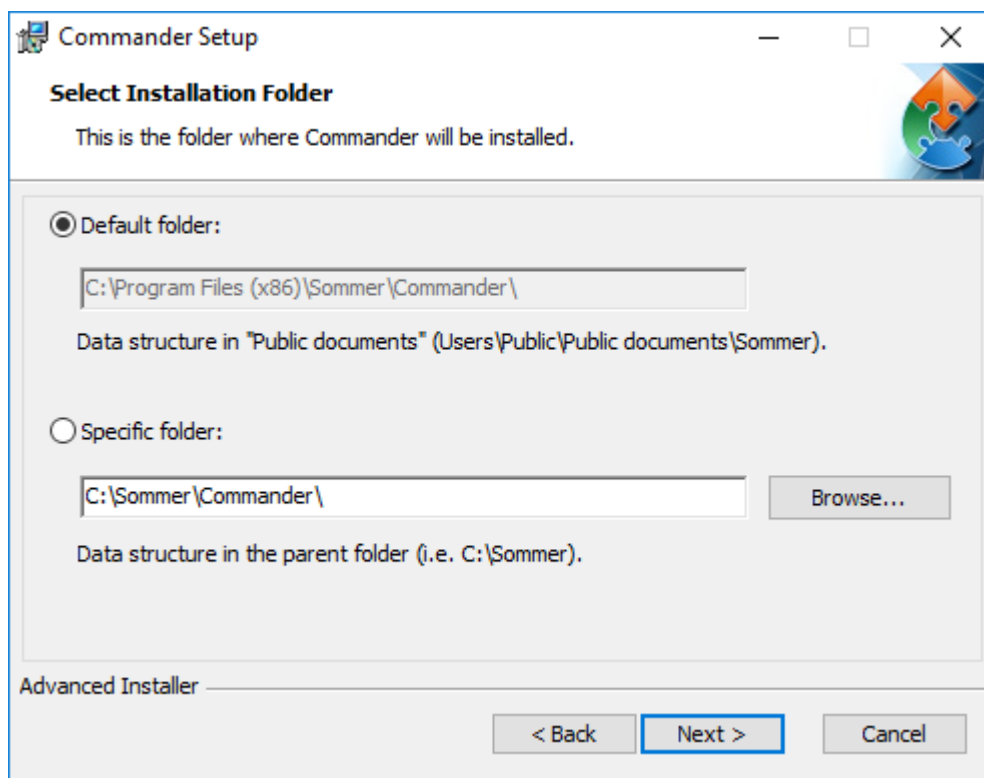 Commander Setup
Select Installation Folder
This is the folder where Commander will be installed.
Default folder:
C:\Program Files (x86)\Sommer\Commander\
Data structure in "Public documents" (Users\Public\Public documents\Sommer).
Specific folder:
C:\Sommer\Commander\
Browse...
Data structure in the parent folder (i.e. C:\Sommer).
Advanced Installer
< Back
Next >
Cancel